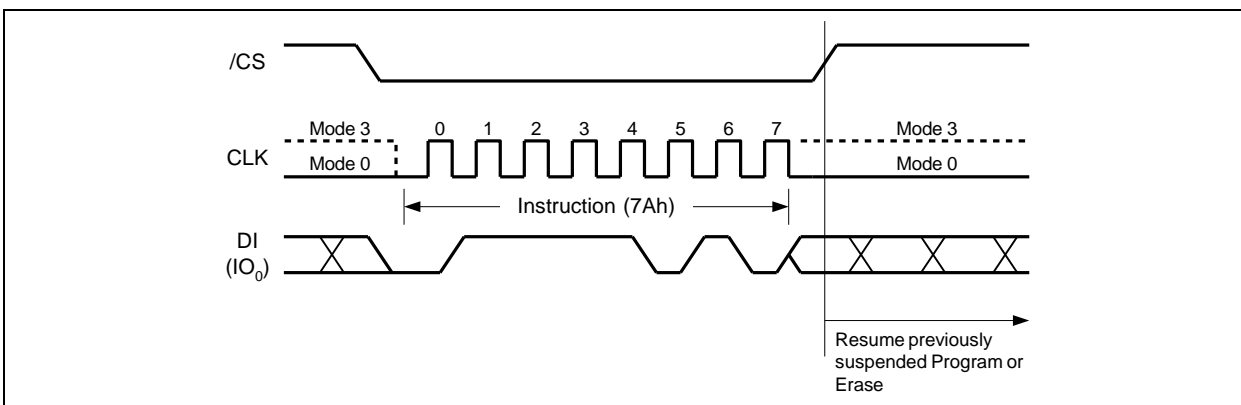 /CS
Mode 3 0 1 2 3 4 5 6 7 Mode 3
CLK
Mode 0 Mode 0
Instruction (7Ah)
DI
(IO₀)
Resume previously
suspended Program or
Erase